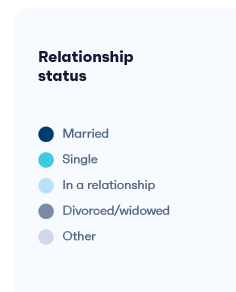 Relationship
status
Married
Single
In a relationship
Divorced/widowed
Other